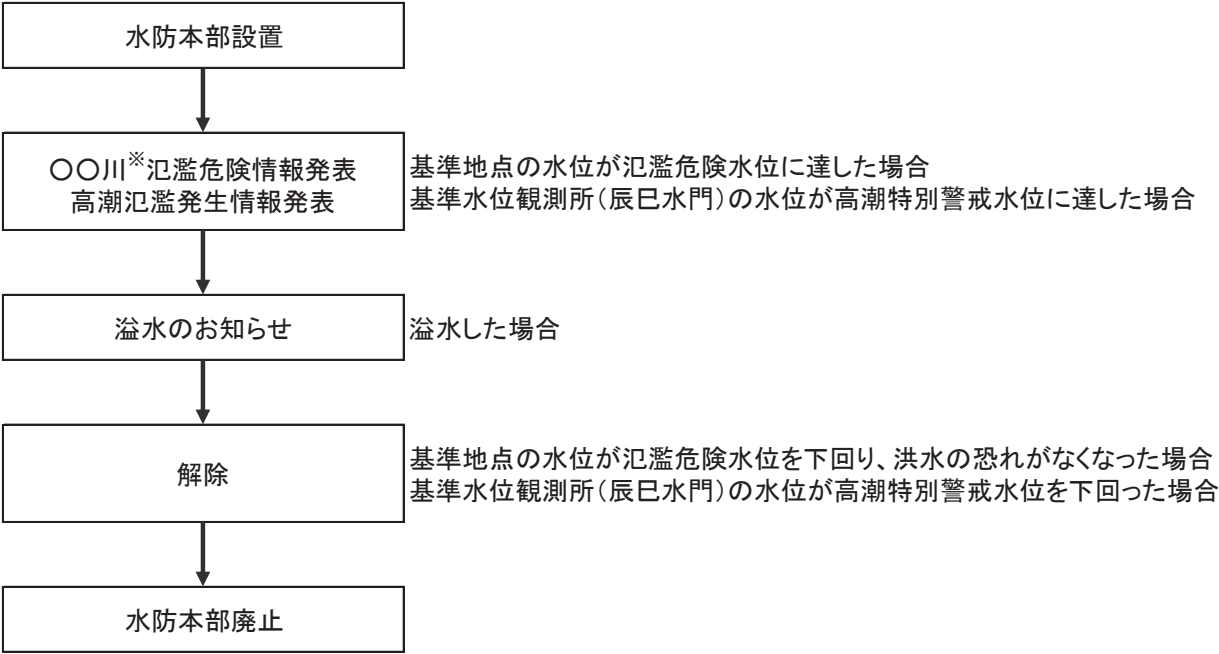 水防本部設置
〇〇川※氾濫危険情報発表
高潮氾濫発生情報発表
基準地点の水位が氾濫危険水位に達した場合
基準水位観測所（辰巳水門）の水位が高潮特別警戒水位に達した場合
溢水のお知らせ
溢水した場合
解除
基準地点の水位が氾濫危険水位を下回り、洪水の恐れがなくなった場合
基準水位観測所（辰巳水門）の水位が高潮特別警戒水位を下回った場合
水防本部廃止